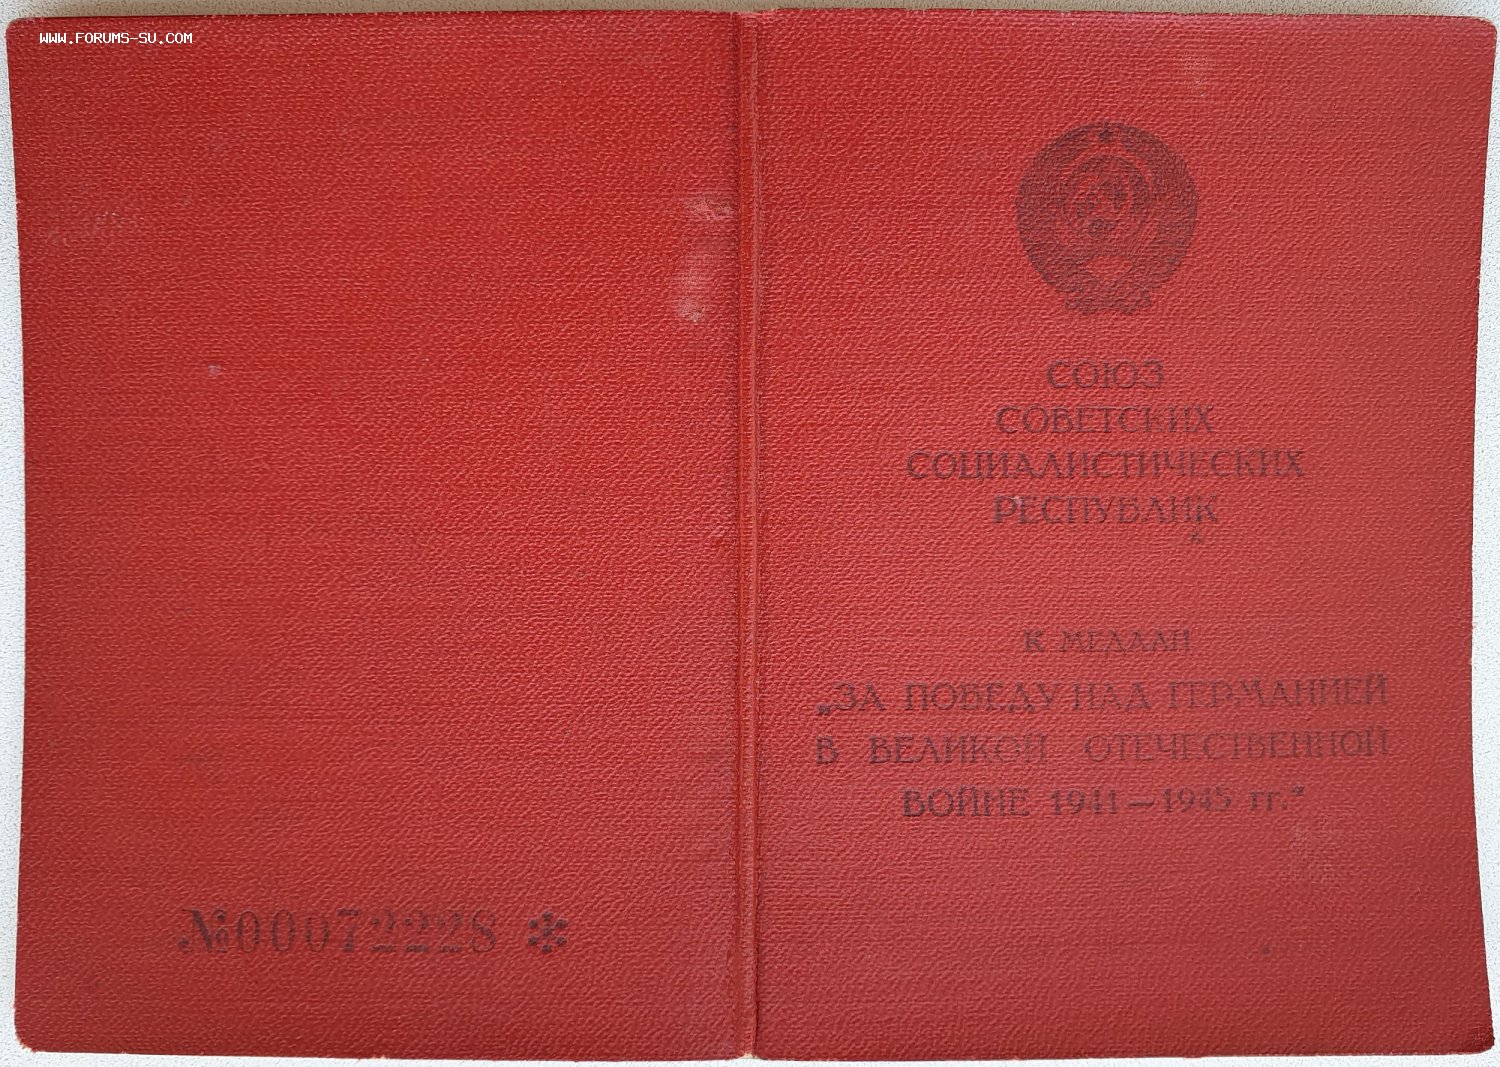 WWW.FORUMS-SU.COM
СОЮЗ
СОВЕТСКИХ
СОЦИАЛИСТИЧЕСКИХ
РЕСПУБЛИК
К МЕДАЛИ
„ЗА ПОБЕДУ НАД ГЕРМАНИЕЙ
В ВЕЛИКОЙ ОТЕЧЕСТВЕННОЙ
ВОЙНЕ 1941—1945 гг.“
№0072228 *